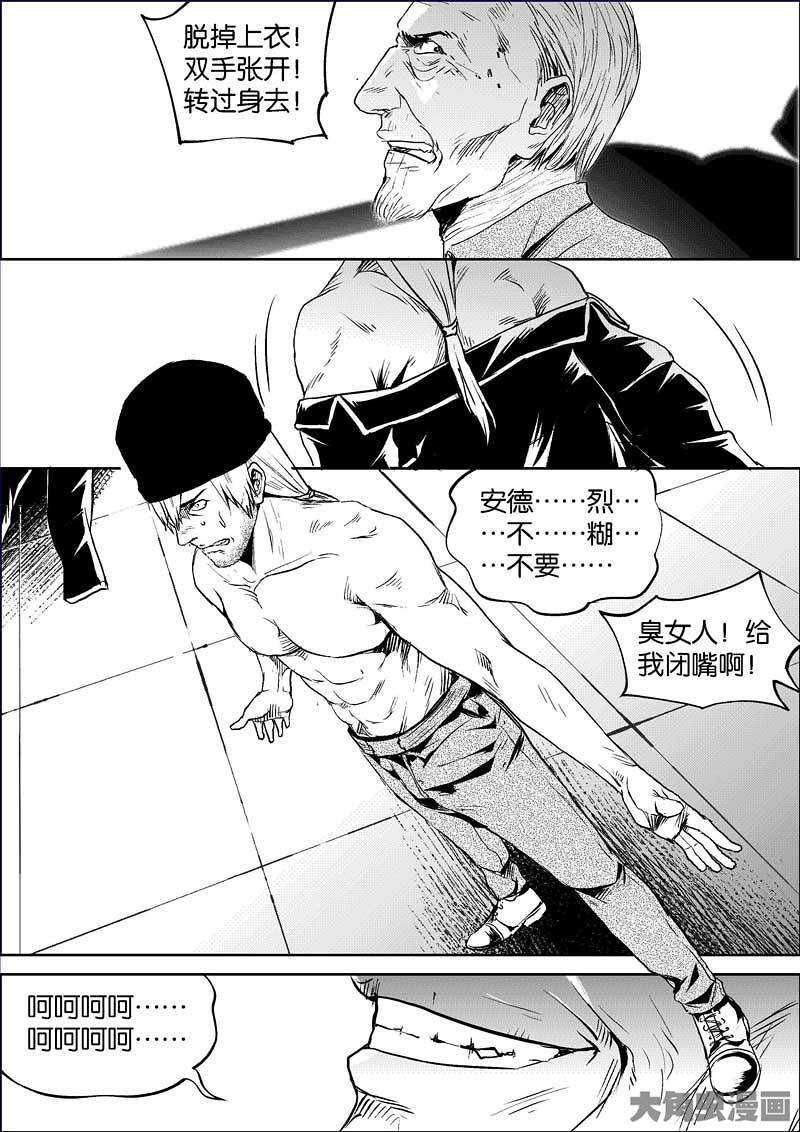 脱掉上衣！
双手张开！
转过身去！
安德……烈…
…不……糊…
…不要……
臭女人！给
我闭嘴啊！
呵呵呵呵……
呵呵呵呵……
大角虫漫画